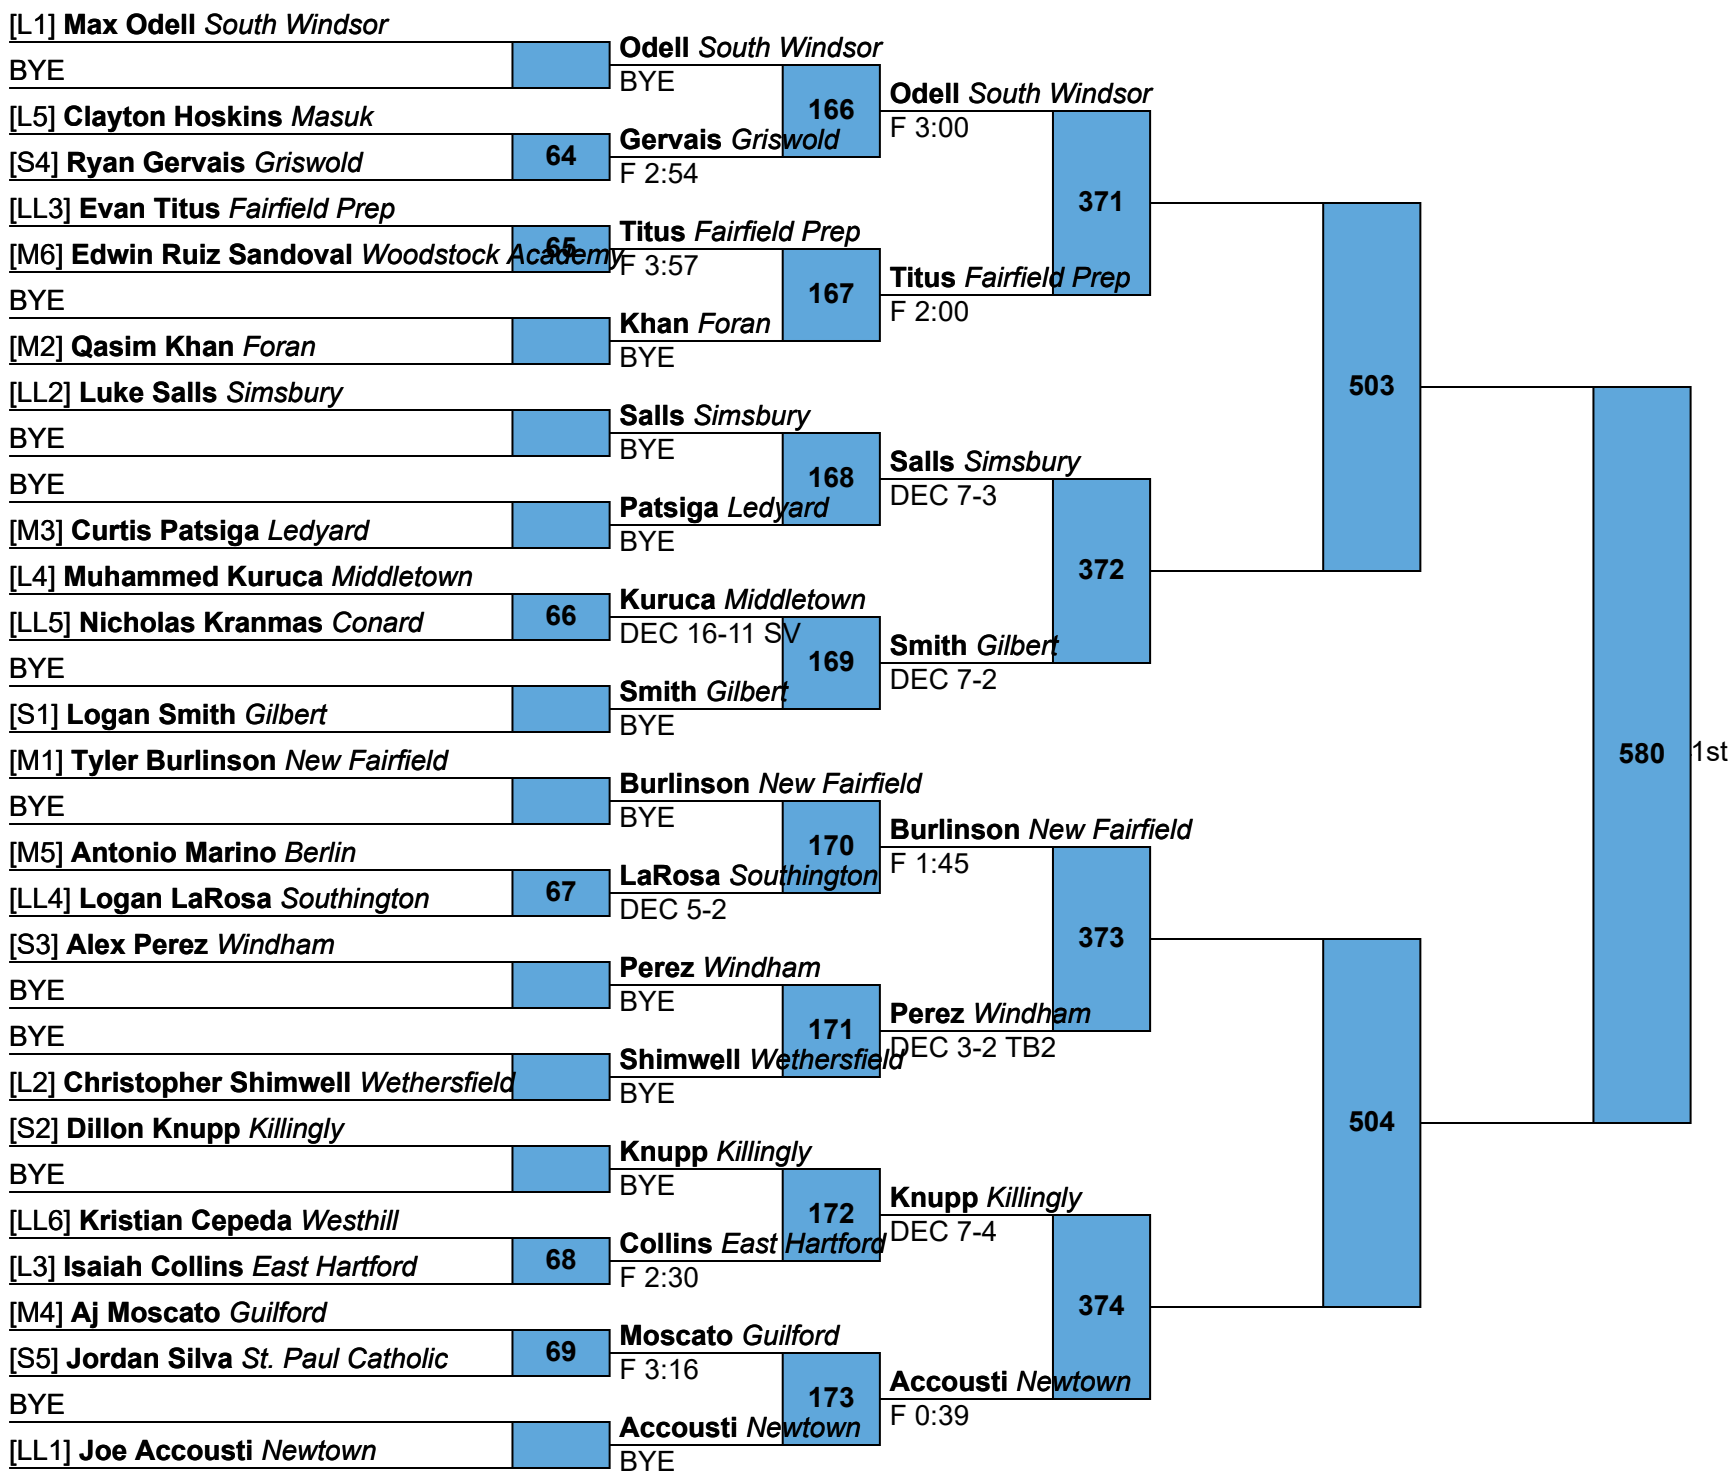 [L1] Max Odell South Windsor
BYE
[L5] Clayton Hoskins Masuk
[S4] Ryan Gervais Griswold
[LL3] Evan Titus Fairfield Prep
[M6] Edwin Ruiz Sandoval Woodstock Academy
BYE
[M2] Qasim Khan Foran
[LL2] Luke Salls Simsbury
BYE
BYE
[M3] Curtis Patsiga Ledyard
[L4] Muhammed Kuruca Middletown
[LL5] Nicholas Kranmas Conard
BYE
[S1] Logan Smith Gilbert
[M1] Tyler Burlinson New Fairfield
BYE
[M5] Antonio Marino Berlin
[LL4] Logan LaRosa Southington
[S3] Alex Perez Windham
BYE
BYE
[L2] Christopher Shimwell Wethersfield
[S2] Dillon Knupp Killingly
BYE
[LL6] Kristian Cepeda Westhill
[L3] Isaiah Collins East Hartford
[M4] Aj Moscato Guilford
[S5] Jordan Silva St. Paul Catholic
BYE
[LL1] Joe Accousti Newtown
64
65
66
67
68
69
Odell South Windsor
BYE
Gervais Griswold
F 2:54
Titus Fairfield Prep
F 3:57
Khan Foran
BYE
Salls Simsbury
BYE
Patsiga Ledyard
BYE
Kuruca Middletown
DEC 16-11 SV
Smith Gilbert
BYE
Burlinson New Fairfield
BYE
LaRosa Southington
DEC 5-2
Perez Windham
BYE
Shimwell Wethersfield
BYE
Knupp Killingly
BYE
Collins East Hartford
F 2:30
Moscato Guilford
F 3:16
Accousti Newtown
BYE
166
167
168
169
170
171
172
173
Odell South Windsor
F 3:00
Titus Fairfield Prep
F 2:00
Salls Simsbury
DEC 7-3
Smith Gilbert
DEC 7-2
Burlinson New Fairfield
F 1:45
Perez Windham
DEC 3-2 TB2
Knupp Killingly
DEC 7-4
Accousti Newtown
F 0:39
371
372
373
374
503
504
580
1st